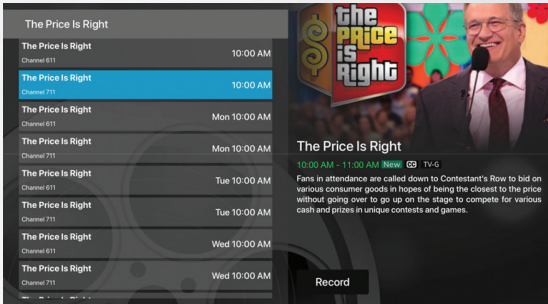 The Price Is Right
The Price Is Right
Channel 611
10:00 AM
The Price Is Right
Channel 711
10:00 AM
The Price Is Right
Channel 611
Mon 10:00 AM
The Price Is Right
Channel 711
Mon 10:00 AM
The Price Is Right
Channel 611
Tue 10:00 AM
The Price Is Right
Channel 711
Tue 10:00 AM
The Price Is Right
Channel 611
Wed 10:00 AM
The Price Is Right
Channel 711
Wed 10:00 AM
the
PRiCE
iS
Right
The Price Is Right
10:00 AM - 11:00 AM New CC TV-G
Fans in attendance are called down to Contestant's Row to bid on
various consumer goods in hopes of being the closest to the price
without going over to go up on the stage to compete for various
cash and prizes in unique contests and games.
Record